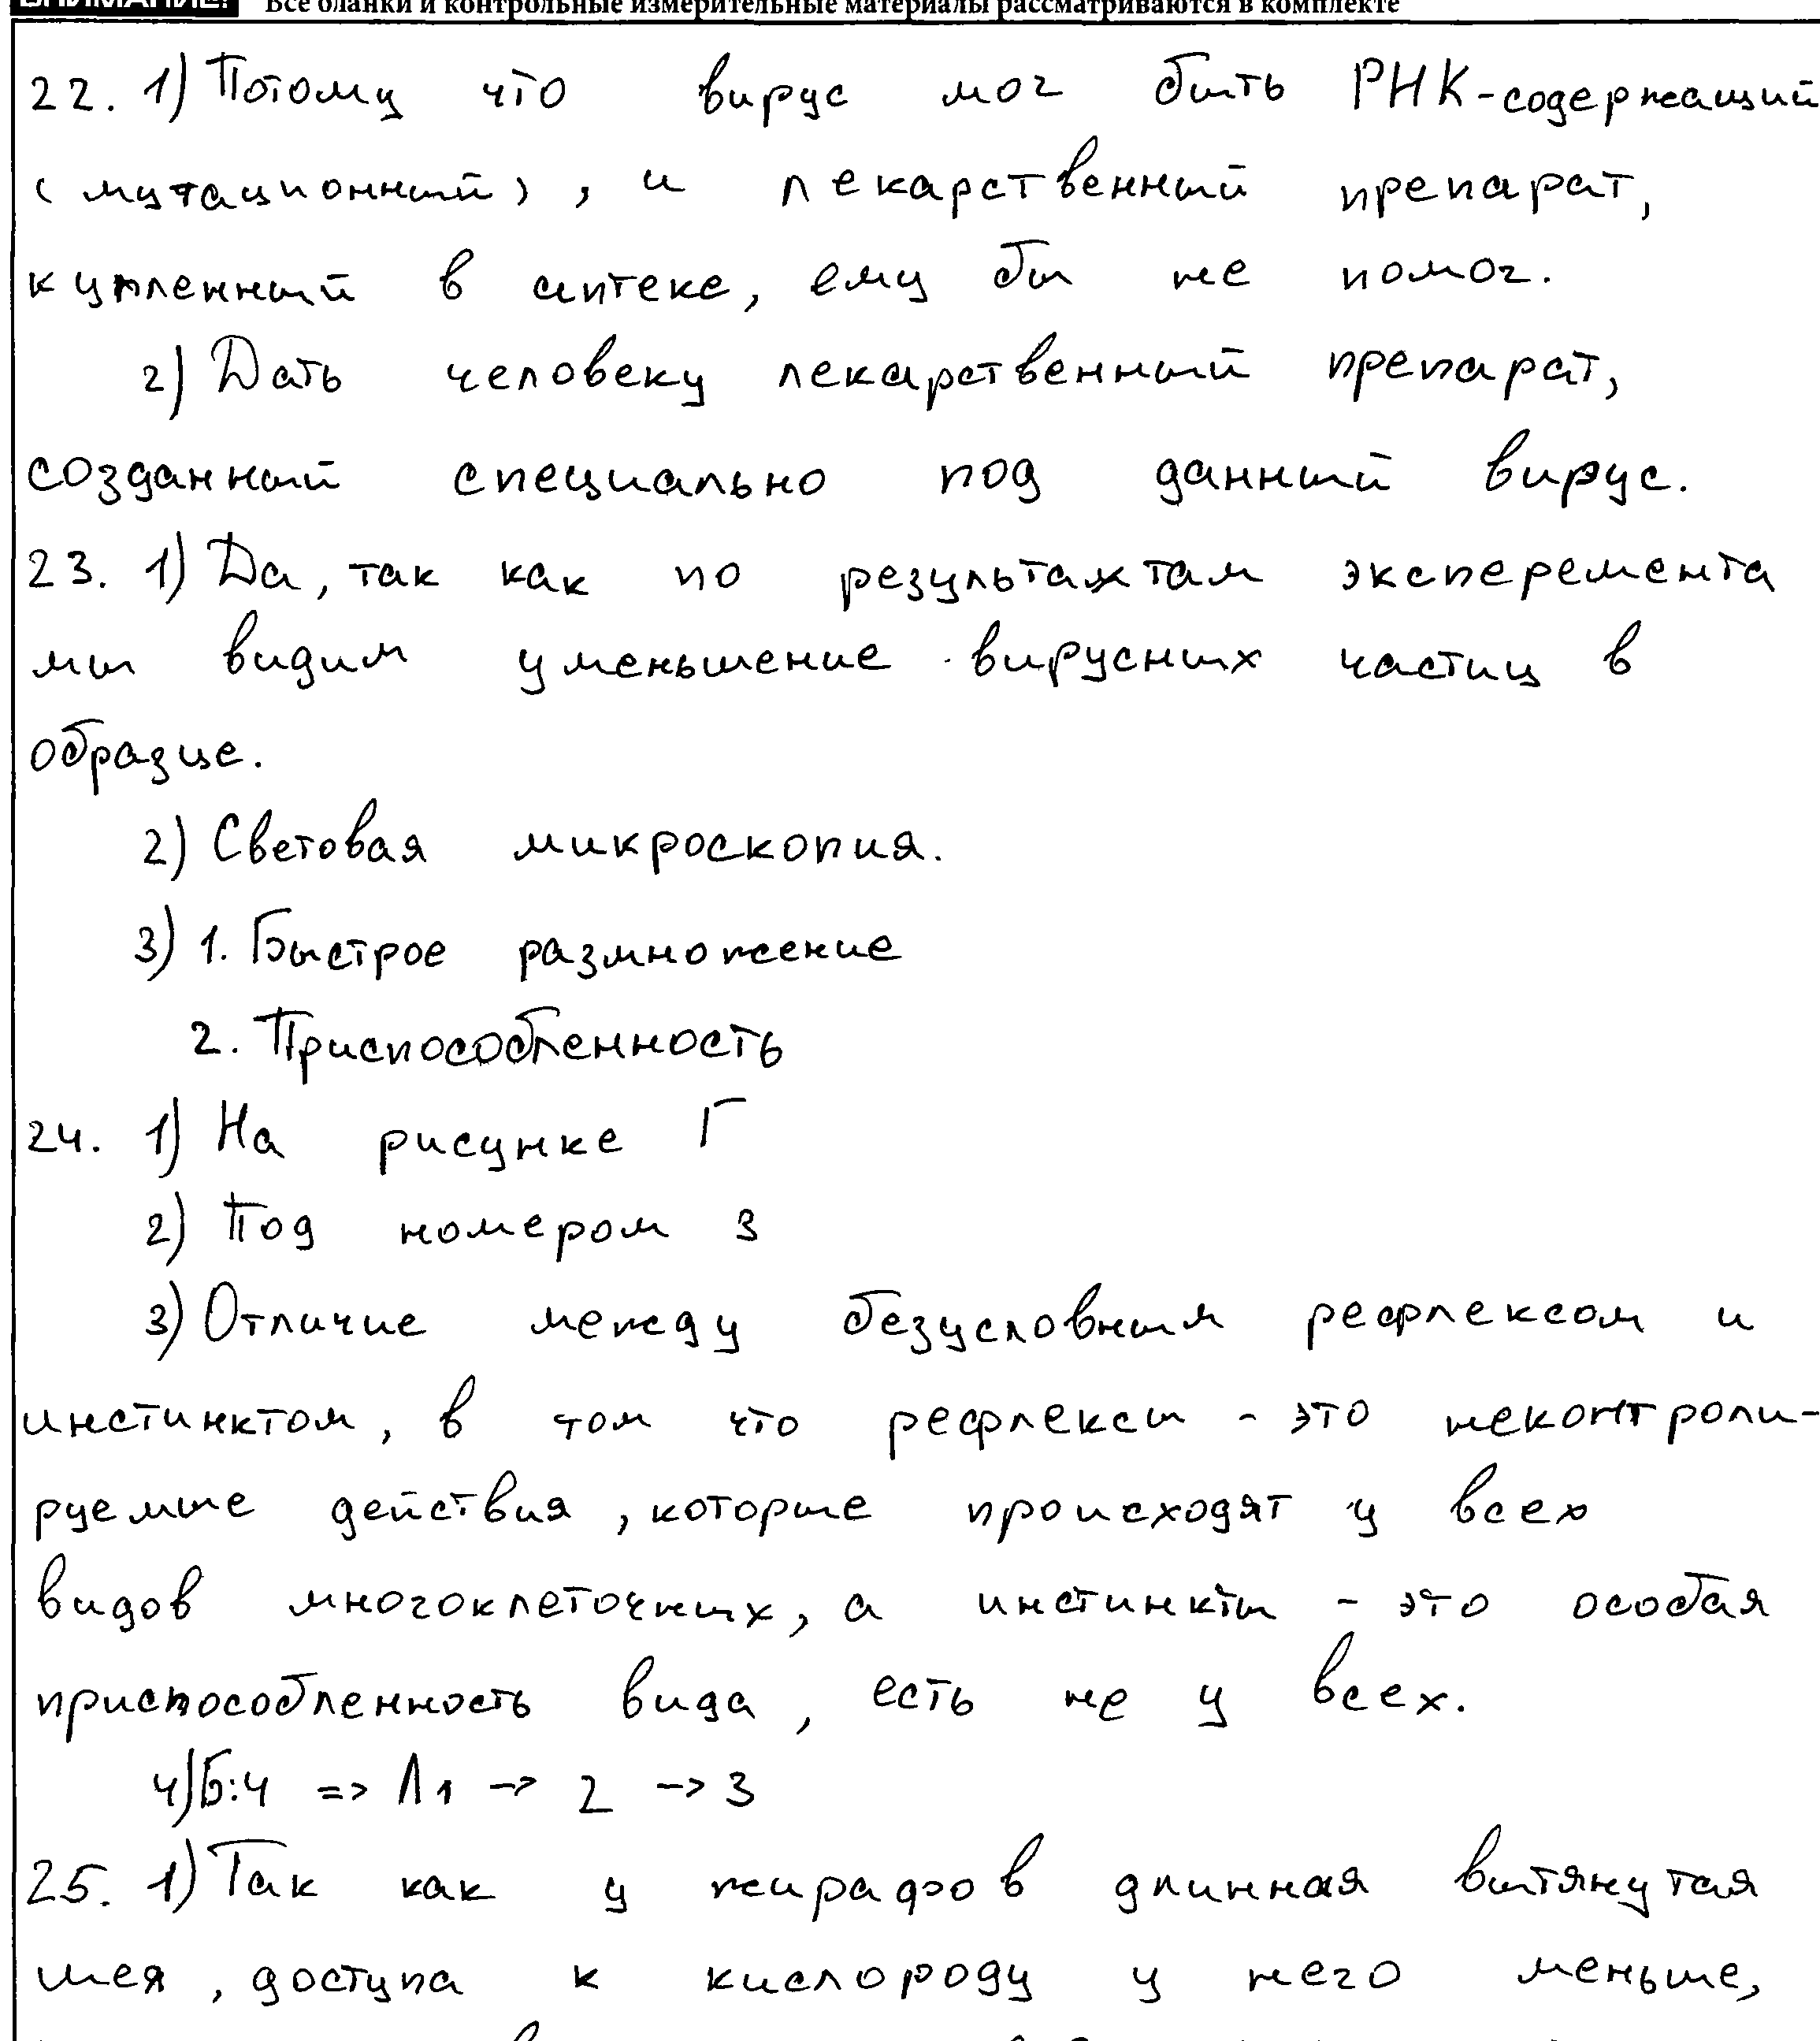 ВНИМАНИЕ! Все бланки и контрольные измерительные материалы рассматриваются в комплекте
22. 1) Потому что вирус мог быть РНК-содержащий
(мутационный), и лекарственный препарат,
купленный в аптеке, ему бы не помог.
2) Дать человеку лекарственный препарат,
созданный специально под данный вирус.
23. 1) Да, так как по результатам эксперемента
мы видим уменьшение вирусных частиц в
образце.
2) Световая микроскопия.
3) 1. Быстрое размножение
2. Приспособленность
24. 1) На рисунке Г
2) Под номером 3
3) Отличие между безусловным рефлексом и
инстинктом, в том что рефлексы - это неконтроли-
руемые действия, которые происходят у всех
видов многоклеточных, а инстинкты - это особая
приспособленность вида, есть не у всех.
4) Б:4 => Л1 -> 2 -> 3
25. 1) Так как у жирафов длинная вытянутая
шея, доступа к кислороду у него меньше,